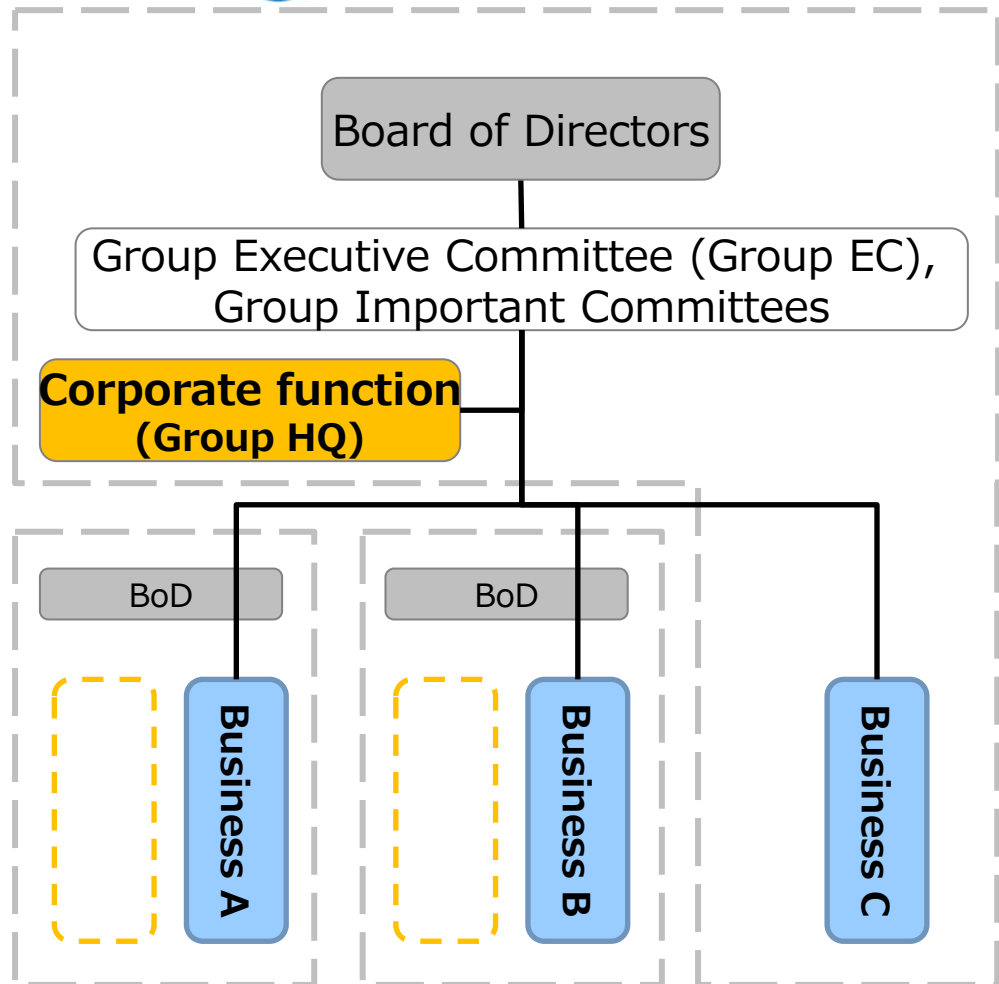 Board of Directors
Group Executive Committee (Group EC),
Group Important Committees
Corporate function
(Group HQ)
BoD
BoD
Business A
Business B
Business C